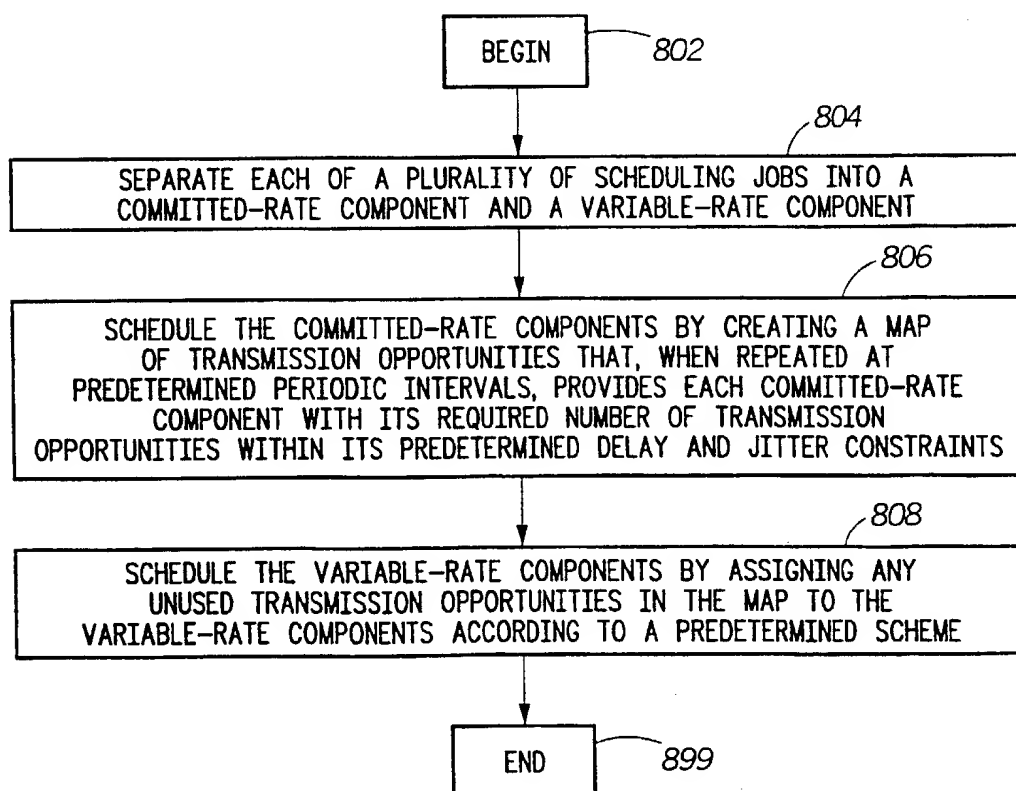 BEGIN
802
804
SEPARATE EACH OF A PLURALITY OF SCHEDULING JOBS INTO A
COMMITTED-RATE COMPONENT AND A VARIABLE-RATE COMPONENT
806
SCHEDULE THE COMMITTED-RATE COMPONENTS BY CREATING A MAP
OF TRANSMISSION OPPORTUNITIES THAT, WHEN REPEATED AT
PREDETERMINED PERIODIC INTERVALS, PROVIDES EACH COMMITTED-RATE
COMPONENT WITH ITS REQUIRED NUMBER OF TRANSMISSION
OPPORTUNITIES WITHIN ITS PREDETERMINED DELAY AND JITTER CONSTRAINTS
808
SCHEDULE THE VARIABLE-RATE COMPONENTS BY ASSIGNING ANY
UNUSED TRANSMISSION OPPORTUNITIES IN THE MAP TO THE
VARIABLE-RATE COMPONENTS ACCORDING TO A PREDETERMINED SCHEME
END
899